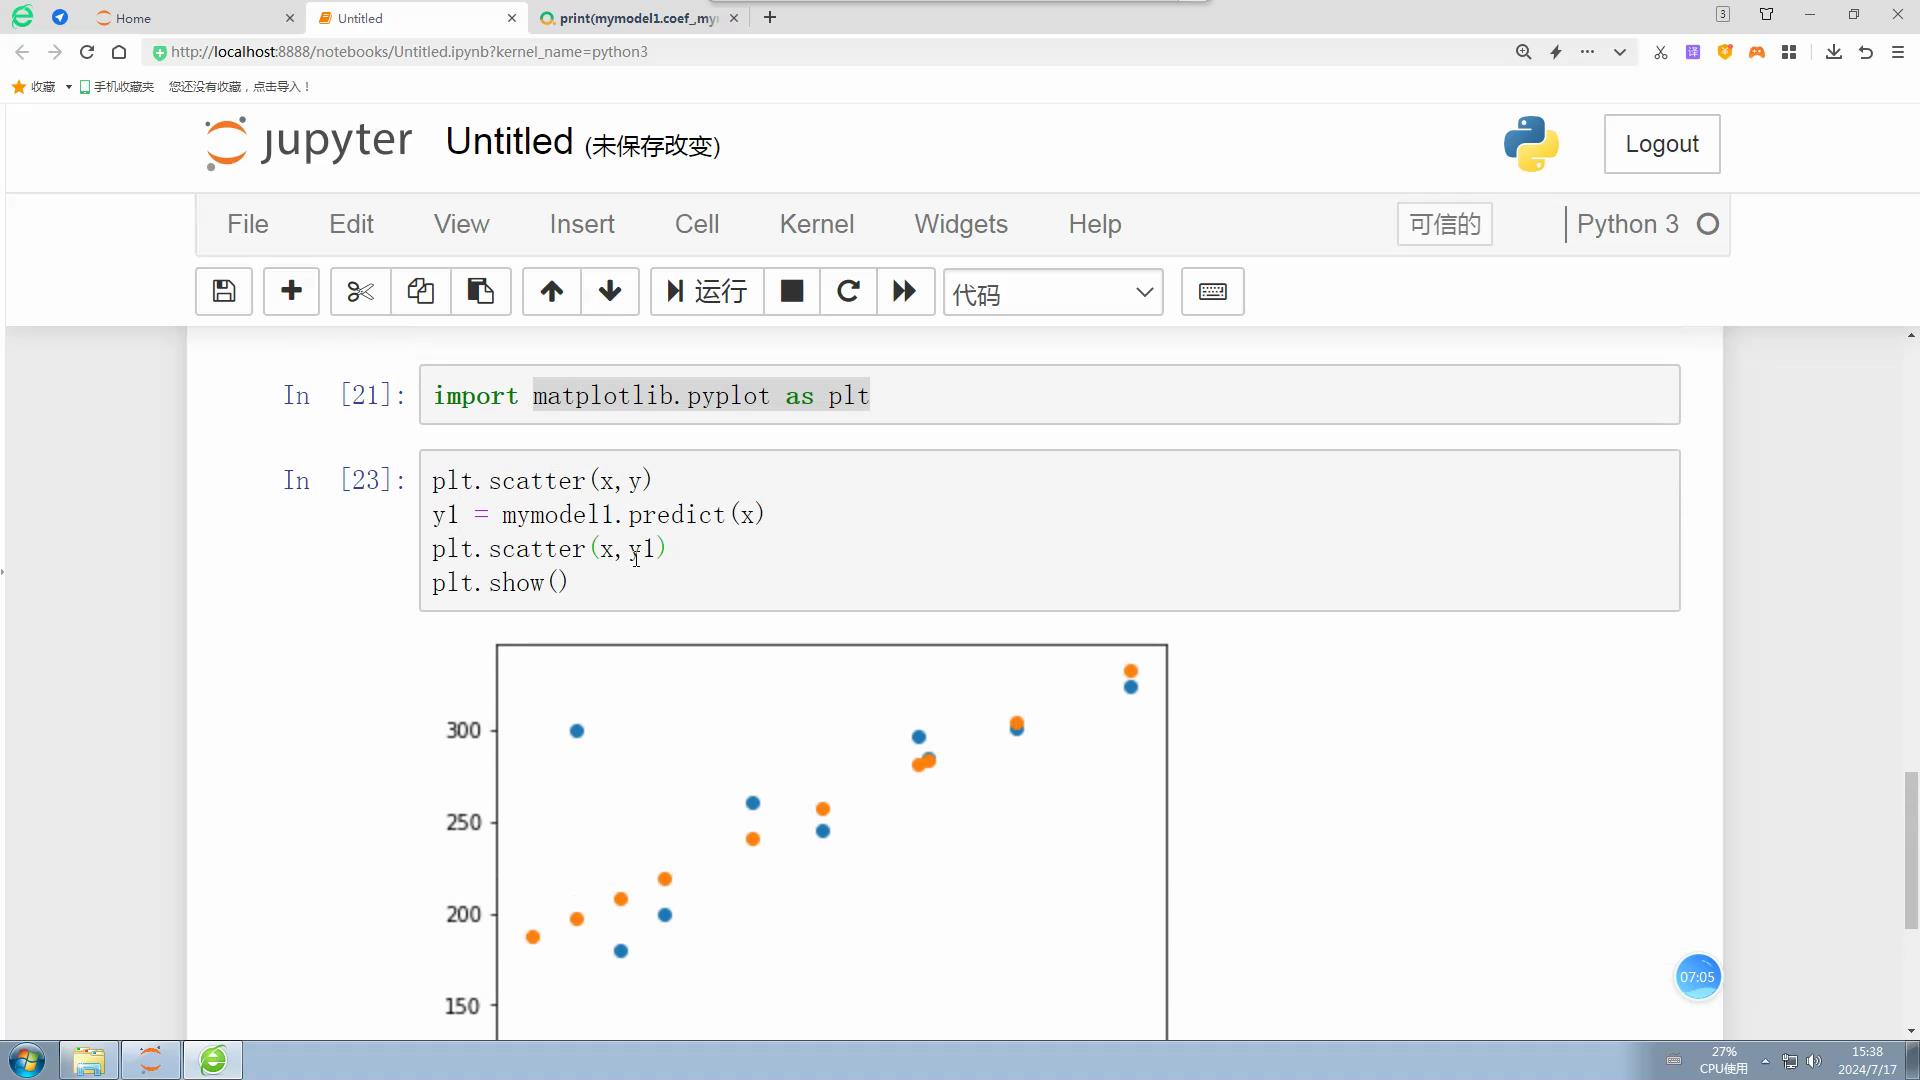 Home
Untitled
print(mymodel1.coef_,my
3
http://localhost:8888/notebooks/Untitled.ipynb?kernel_name=python3
译
收藏
手机收藏夹
您还没有收藏，点击导入！
jupyter
Untitled (未保存改变)
Logout
File Edit View Insert Cell Kernel Widgets Help
可信的
Python 3
运行
代码
In [21]:
import matplotlib.pyplot as plt
In [23]:
plt.scatter(x,y)
y1 = mymodel1.predict(x)
plt.scatter(x,y1)
plt.show()
300
250
200
150
07:05
27%
CPU使用
15:38
2024/7/17